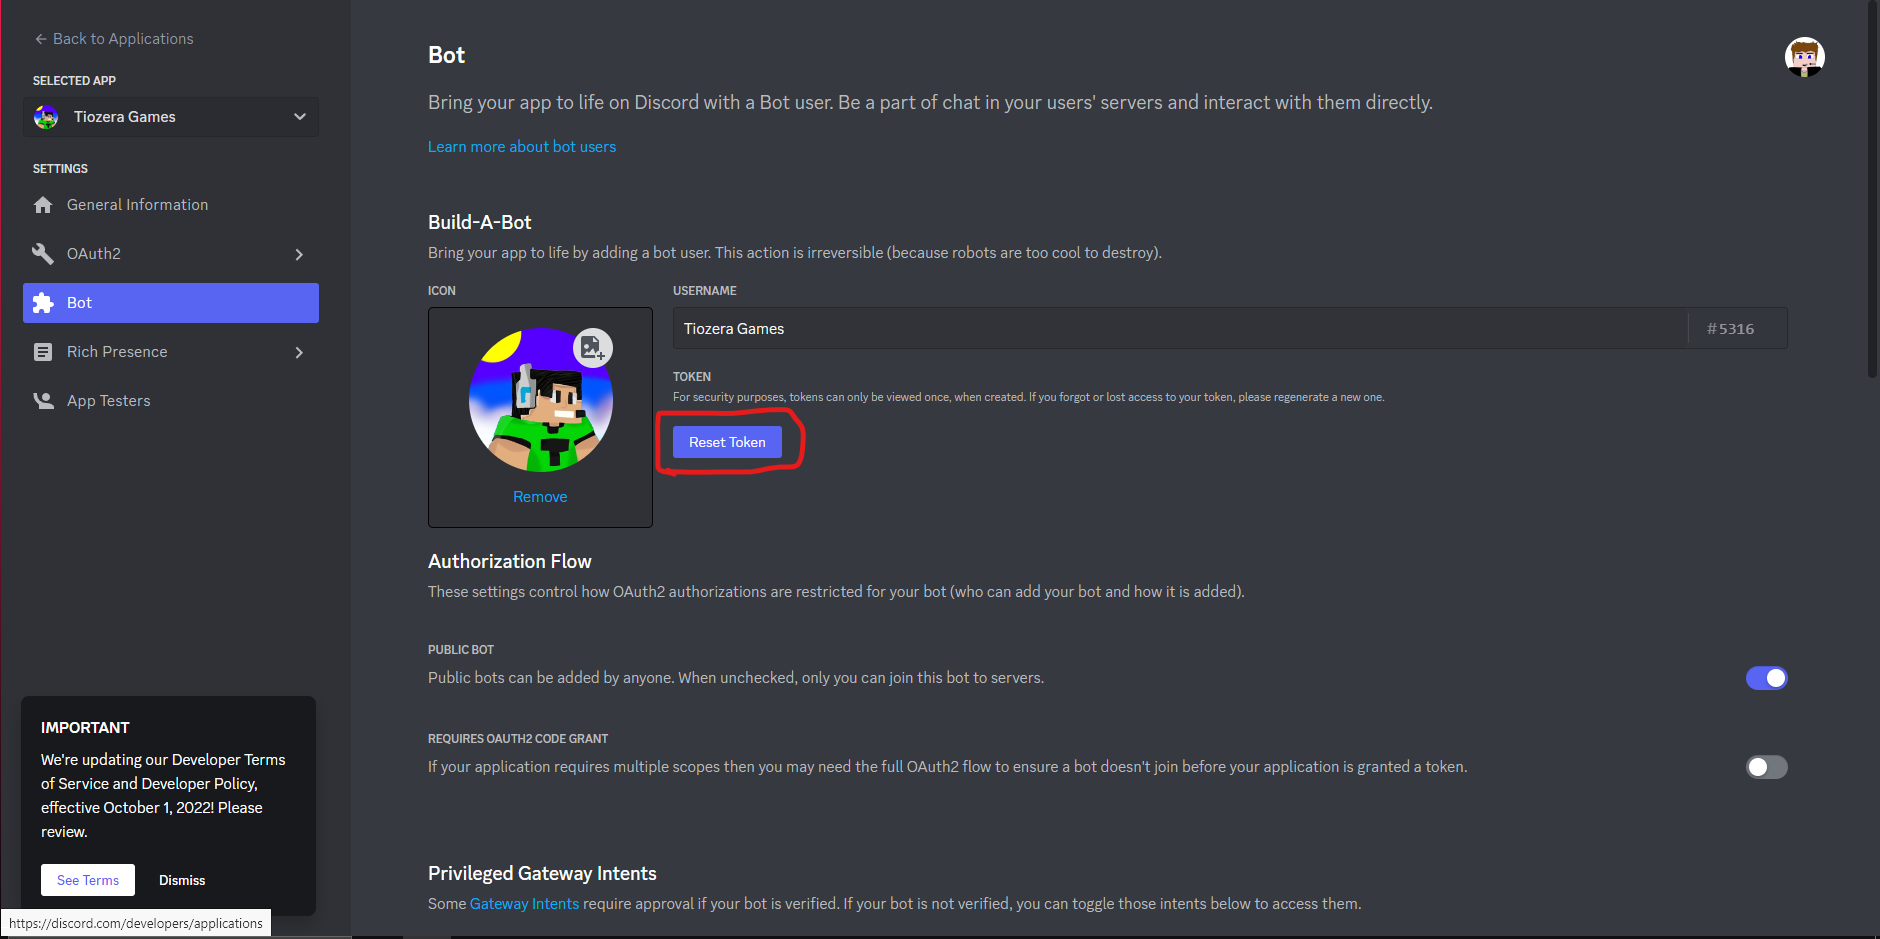 Back to Applications
SELECTED APP
Tiozera Games
SETTINGS
General Information
OAuth2
Bot
Rich Presence
App Testers
IMPORTANT
We're updating our Developer Terms
of Service and Developer Policy,
effective October 1, 2022! Please
review.
See Terms
Dismiss
https://discord.com/developers/applications
Bot
Bring your app to life on Discord with a Bot user. Be a part of chat in your users' servers and interact with them directly.
Learn more about bot users
Build-A-Bot
Bring your app to life by adding a bot user. This action is irreversible (because robots are too cool to destroy).
ICON
Remove
USERNAME
Tiozera Games
#5316
TOKEN
For security purposes, tokens can only be viewed once, when created. If you forgot or lost access to your token, please regenerate a new one.
Reset Token
Authorization Flow
These settings control how OAuth2 authorizations are restricted for your bot (who can add your bot and how it is added).
PUBLIC BOT
Public bots can be added by anyone. When unchecked, only you can join this bot to servers.
REQUIRES OAUTH2 CODE GRANT
If your application requires multiple scopes then you may need the full OAuth2 flow to ensure a bot doesn't join before your application is granted a token.
Privileged Gateway Intents
Some Gateway Intents require approval if your bot is verified. If your bot is not verified, you can toggle those intents below to access them.